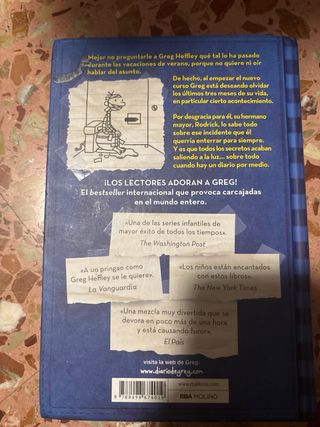 Mejor no preguntarle a Greg Heffley qué tal lo ha pasado
durante las vacaciones de verano, porque no quiere ni oír
hablar del asunto.
De hecho, al empezar el nuevo
curso Greg está deseando olvidar
los últimos tres meses de su vida,
en particular cierto acontecimiento.
Por desgracia para él, su hermano
mayor, Rodrick, lo sabe todo
sobre ese incidente que él
querría enterrar para siempre.
Y es que todos los secretos acaban
saliendo a la luz... sobre todo
cuando hay un diario por medio.
¡LOS LECTORES ADORAN A GREG!
El bestseller internacional que provoca carcajadas
en el mundo entero.
«Una de las series infantiles de
mayor éxito de todos los tiempos».
The Washington Post
«A un pringao como
Greg Heffley se le quiere».
La Vanguardia
«Los niños están encantados
con estos libros».
The New York Times
«Una mezcla muy divertida que se
devora en poco más de una hora
y está causando furor».
El País
visita la web de Greg:
www.diariodegreg.com
www.rbalibros.com
RBA MOLINO